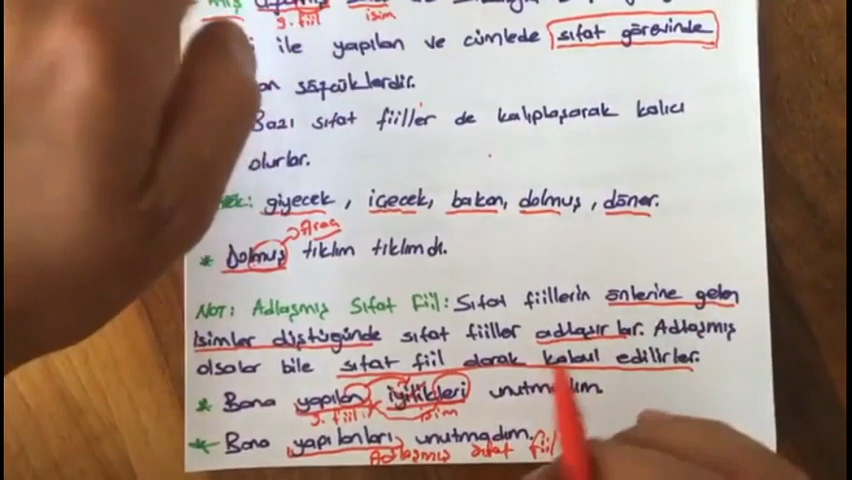 s. fiil isim
ile yapılan ve cümlede sıfat görevinde
sözcüklerdir.
Bazı sıfat fiiller de kalıplaşarak kalıcı
olurlar.
giyecek, içecek, bakan, dolmuş, döner.
Araç
* Dolmuş tıklım tıklımdı.
NOT: Adlaşmış Sıfat Fiil: Sıfat fiillerin önlerine gelen
isimler düştüğünde sıfat fiiller adlaşırlar. Adlaşmış
olsalar bile sıfat fiil olarak kabul edilirler.
* Bana yapılan iyilikleri unutmadım.
s. fiil isim
* Bana yapılanları unutmadım.
Adlaşmış sıfat fiil